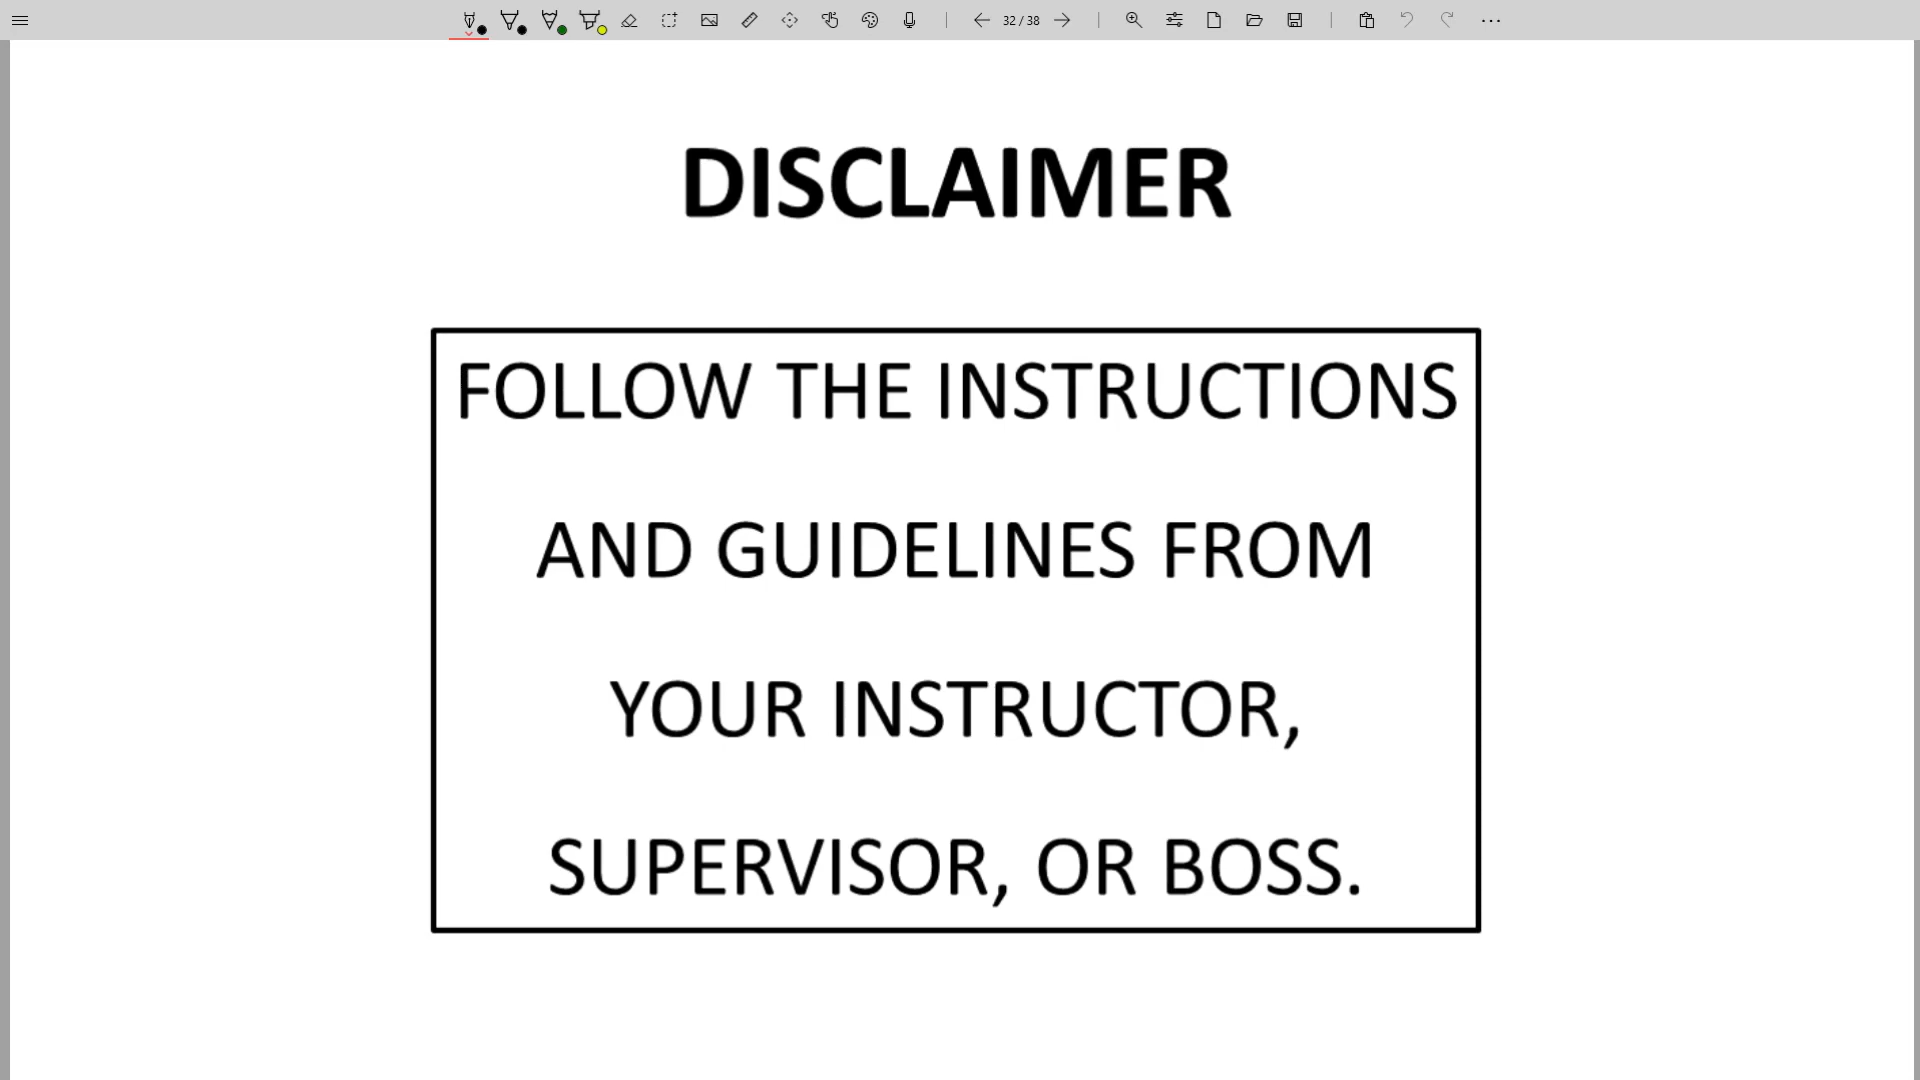 32 / 38
DISCLAIMER
FOLLOW THE INSTRUCTIONS
AND GUIDELINES FROM
YOUR INSTRUCTOR,
SUPERVISOR, OR BOSS.